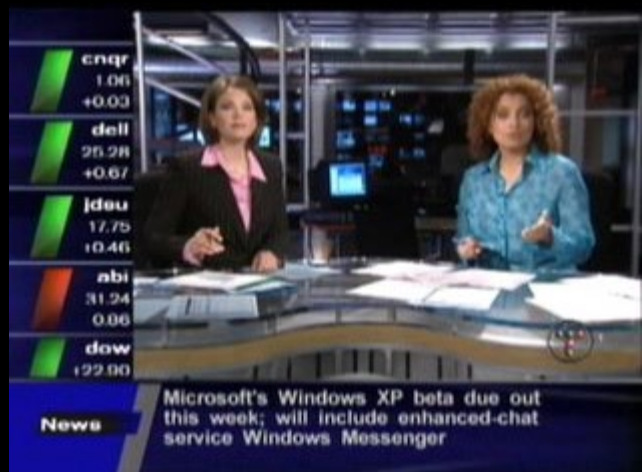 cnqr
1.06
+0.03
dell
25.28
+0.67
jdsu
17.75
+0.46
abi
31.24
0.86
dow
+22.90
News
Microsoft's Windows XP beta due out
this week; will include enhanced-chat
service Windows Messenger